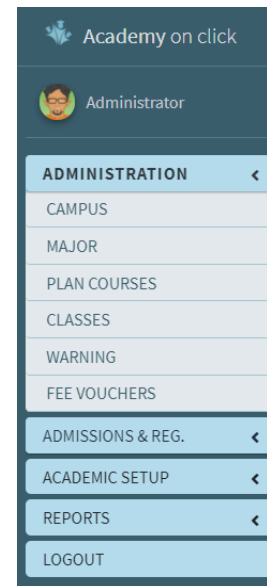 Academy on click
Administrator
ADMINISTRATION
CAMPUS
MAJOR
PLAN COURSES
CLASSES
WARNING
FEE VOUCHERS
ADMISSIONS & REG.
ACADEMIC SETUP
REPORTS
LOGOUT